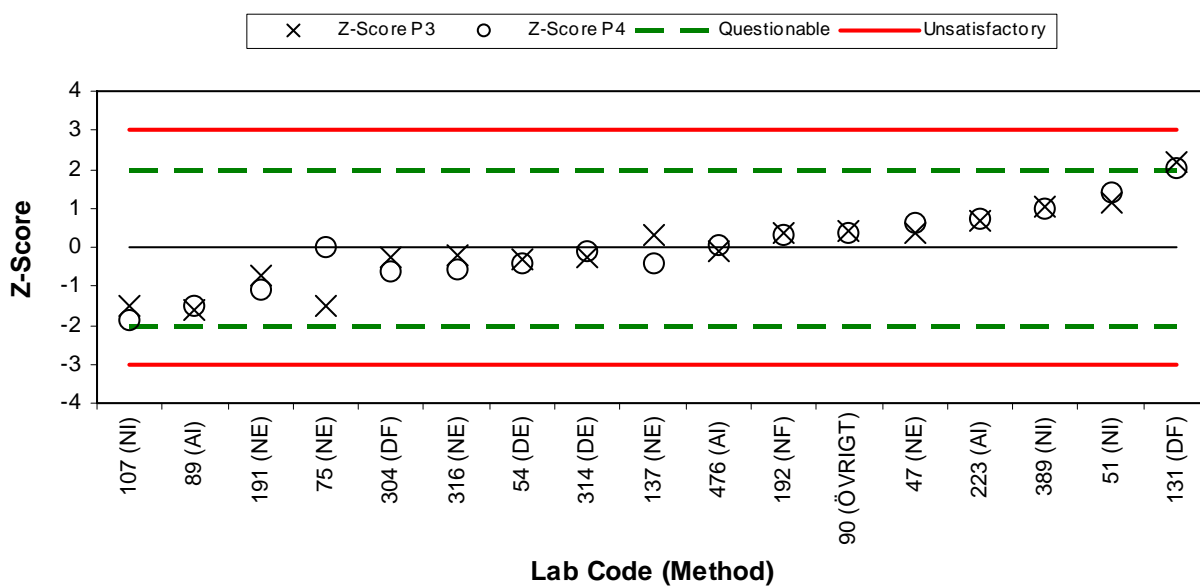 Z-Score P3 Z-Score P4 Questionable Unsatisfactory
4
3
2
1
0
-1
-2
-3
-4
Z-Score
107 (NI)
89 (AI)
191 (NE)
75 (NE)
304 (DF)
316 (NE)
54 (DE)
314 (DE)
137 (NE)
476 (AI)
192 (NF)
90 (ÖVRIGT)
47 (NE)
223 (AI)
389 (NI)
51 (NI)
131 (DF)
Lab Code (Method)